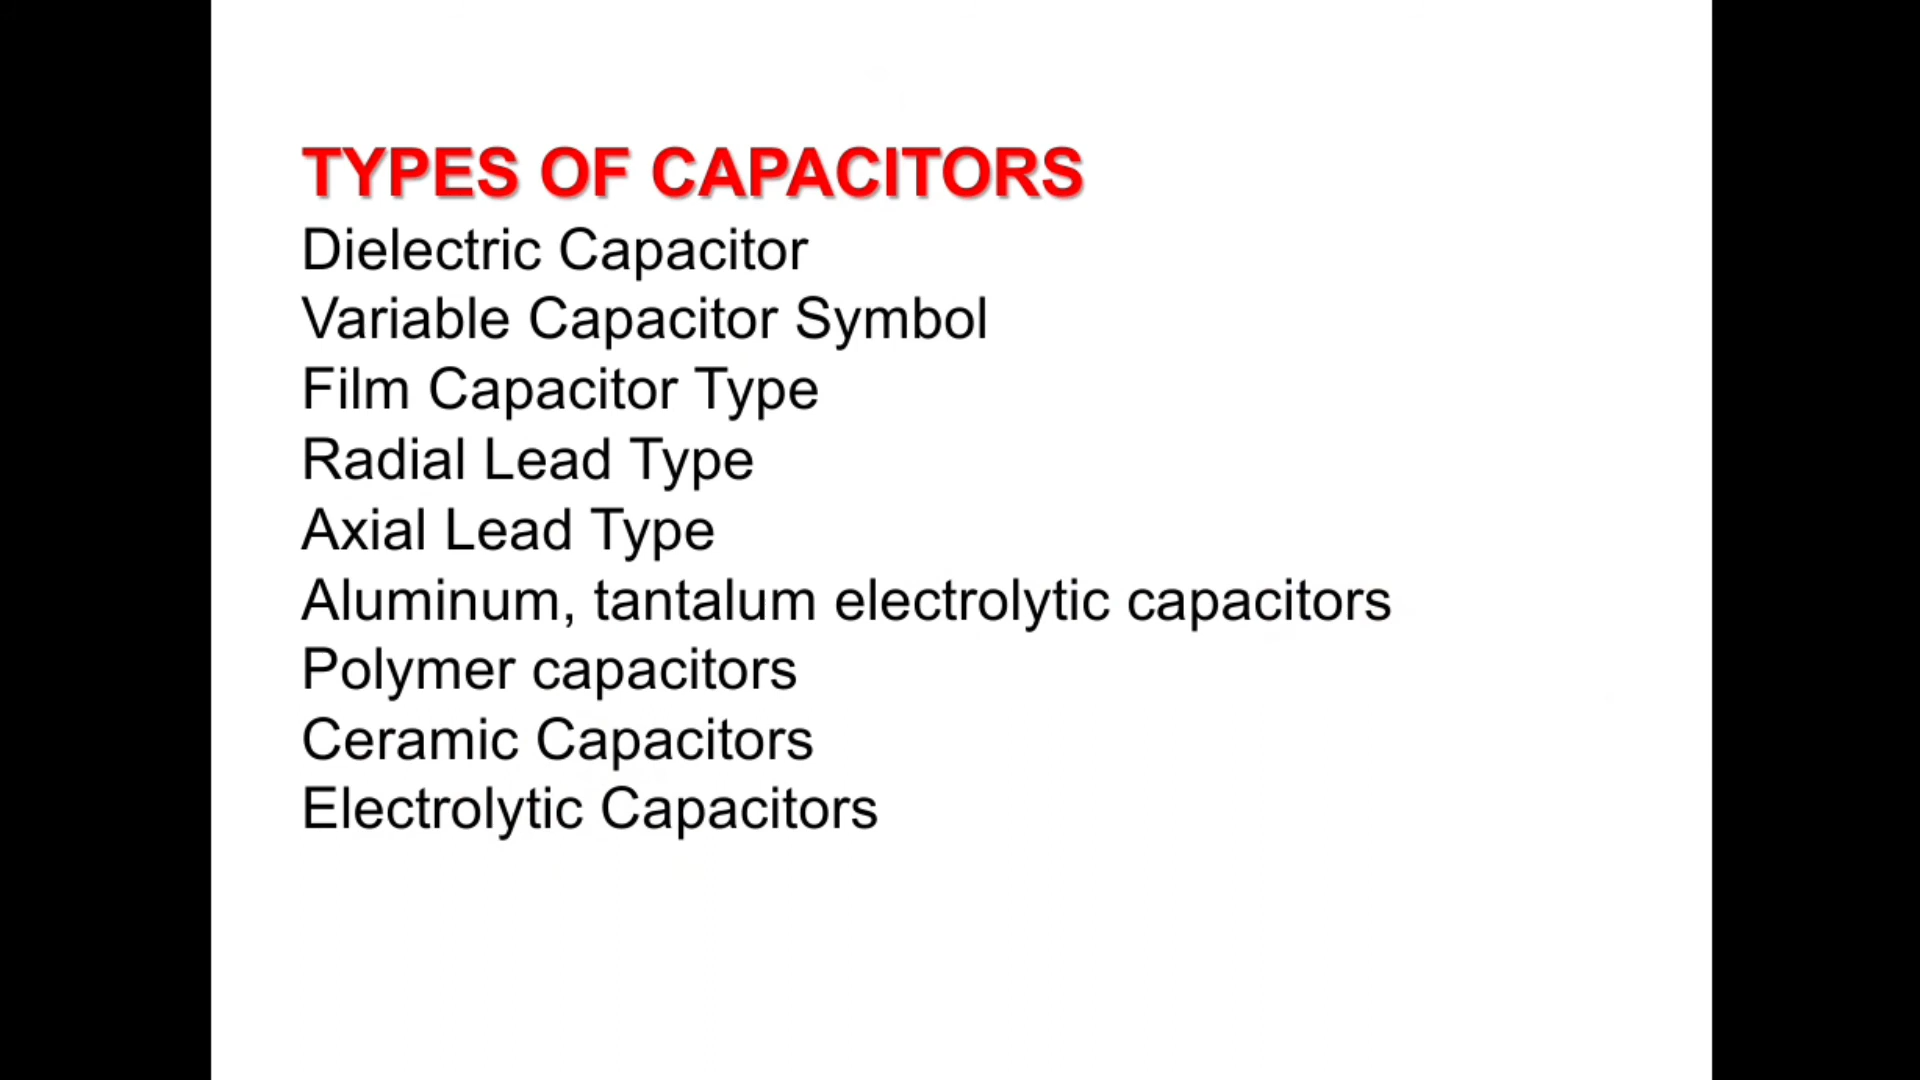 TYPES OF CAPACITORS
Dielectric Capacitor
Variable Capacitor Symbol
Film Capacitor Type
Radial Lead Type
Axial Lead Type
Aluminum, tantalum electrolytic capacitors
Polymer capacitors
Ceramic Capacitors
Electrolytic Capacitors